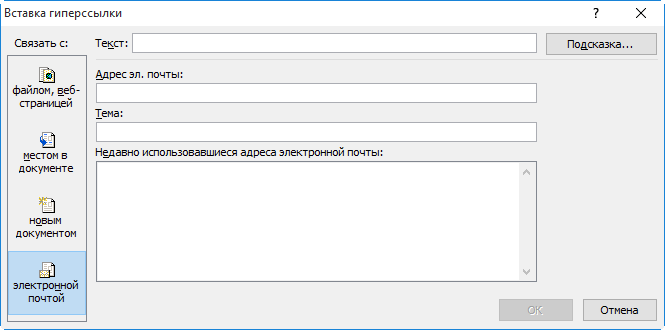 Вставка гиперссылки
?
Связать с:
Текст:
Подсказка...
файлом, веб-
страницей
Адрес эл. почты:
Тема:
местом в
документе
Недавно использовавшиеся адреса электронной почты:
новым
документом
электронной
почтой
ОК
Отмена